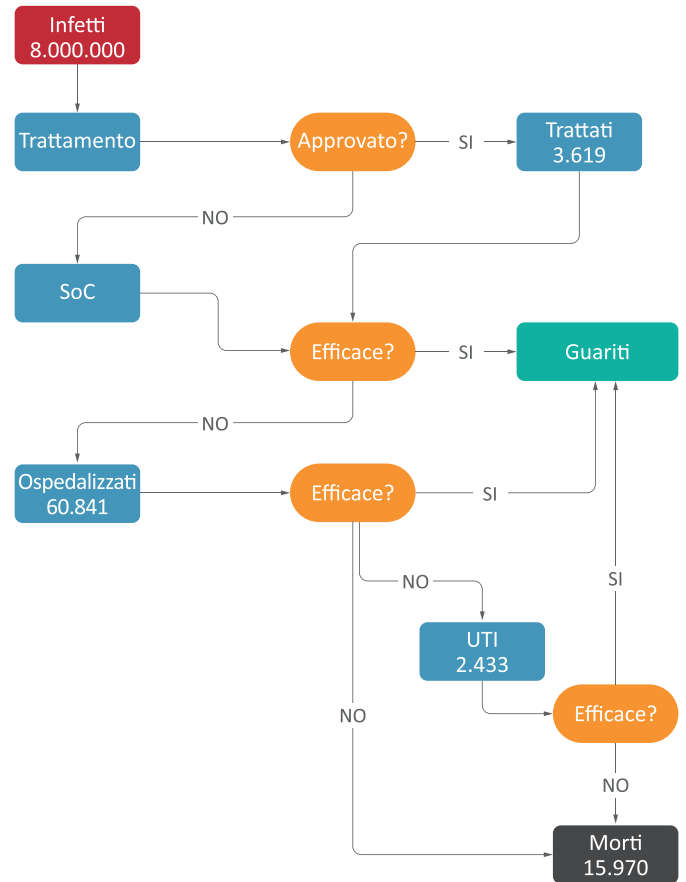 Infetti
8.000.000
Trattamento
Approvato?
SI
Trattati
3.619
NO
SoC
Efficace?
SI
Guariti
NO
Ospedalizzati
60.841
Efficace?
SI
NO
SI
UTI
2.433
NO
Efficace?
NO
Morti
15.970